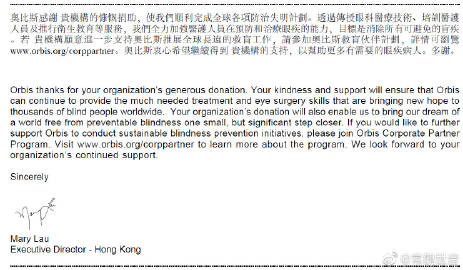 奧比斯感謝 貴機構的慷慨捐助，使我們順利完成全球各項防治失明計劃。透過傳授眼科醫療技術、培訓醫護
人員及推行衛生教育等服務，我們全力加強醫護人員在預防和治療眼疾的能力，目標是消除所有可避免的盲疾
。若 貴機構願意進一步支持奧比斯推展全球長遠的救盲工作，請參加奧比斯救盲伙伴計劃，詳情可瀏覽
www.orbis.org/corppartner。奧比斯衷心希望繼續得到 貴機構的支持，以幫助更多有需要的眼疾病人。多謝。
Orbis thanks for your organization's generous donation. Your kindness and support will ensure that Orbis
can continue to provide the much needed treatment and eye surgery skills that are bringing new hope to
thousands of blind people worldwide. Your organization's donation will also enable us to bring our dream of
a world free from preventable blindness one small, but significant step closer. If you would like to further
support Orbis to conduct sustainable blindness prevention initiatives, please join Orbis Corporate Partner
Program. Visit www.orbis.org/corppartner to learn more about the program. We look forward to your
organization's continued support.
Sincerely
Mary Lau
Executive Director - Hong Kong